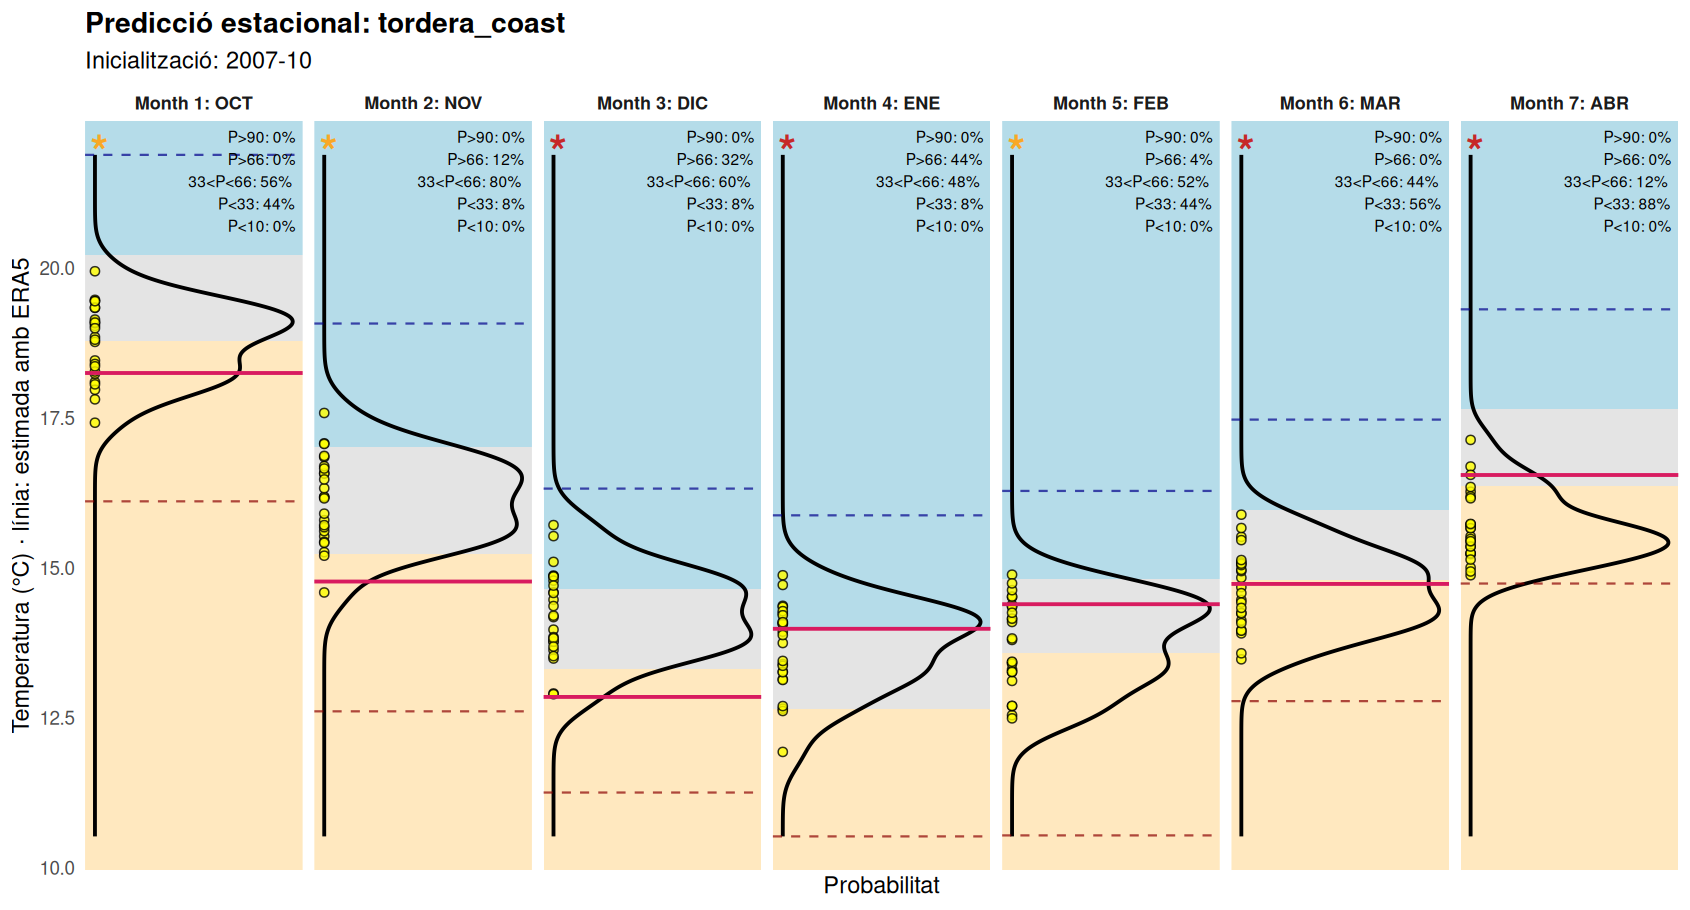 Predicció estacional: tordera_coast
Inicialització: 2007-10
Month 1: OCT
Month 2: NOV
Month 3: DIC
Month 4: ENE
Month 5: FEB
Month 6: MAR
Month 7: ABR
P>90: 0%
P>66: 0%
33<P<66: 56%
P<33: 44%
P<10: 0%
P>90: 0%
P>66: 12%
33<P<66: 80%
P<33: 8%
P<10: 0%
P>90: 0%
P>66: 32%
33<P<66: 60%
P<33: 8%
P<10: 0%
P>90: 0%
P>66: 44%
33<P<66: 48%
P<33: 8%
P<10: 0%
P>90: 0%
P>66: 4%
33<P<66: 52%
P<33: 44%
P<10: 0%
P>90: 0%
P>66: 0%
33<P<66: 44%
P<33: 56%
P<10: 0%
P>90: 0%
P>66: 0%
33<P<66: 12%
P<33: 88%
P<10: 0%
Temperatura (°C) · línia: estimada amb ERA5
20.0
17.5
15.0
12.5
10.0
Probabilitat